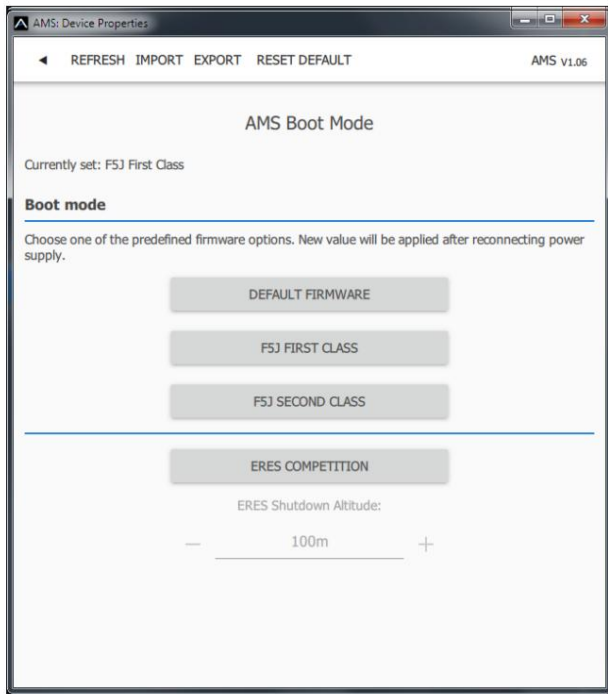 AMS: Device Properties
◄ REFRESH IMPORT EXPORT RESET DEFAULT AMS V1.06
AMS Boot Mode
Currently set: F5J First Class
Boot mode
Choose one of the predefined firmware options. New value will be applied after reconnecting power
supply.
DEFAULT FIRMWARE
F5J FIRST CLASS
F5J SECOND CLASS
ERES COMPETITION
ERES Shutdown Altitude:
— 100m +